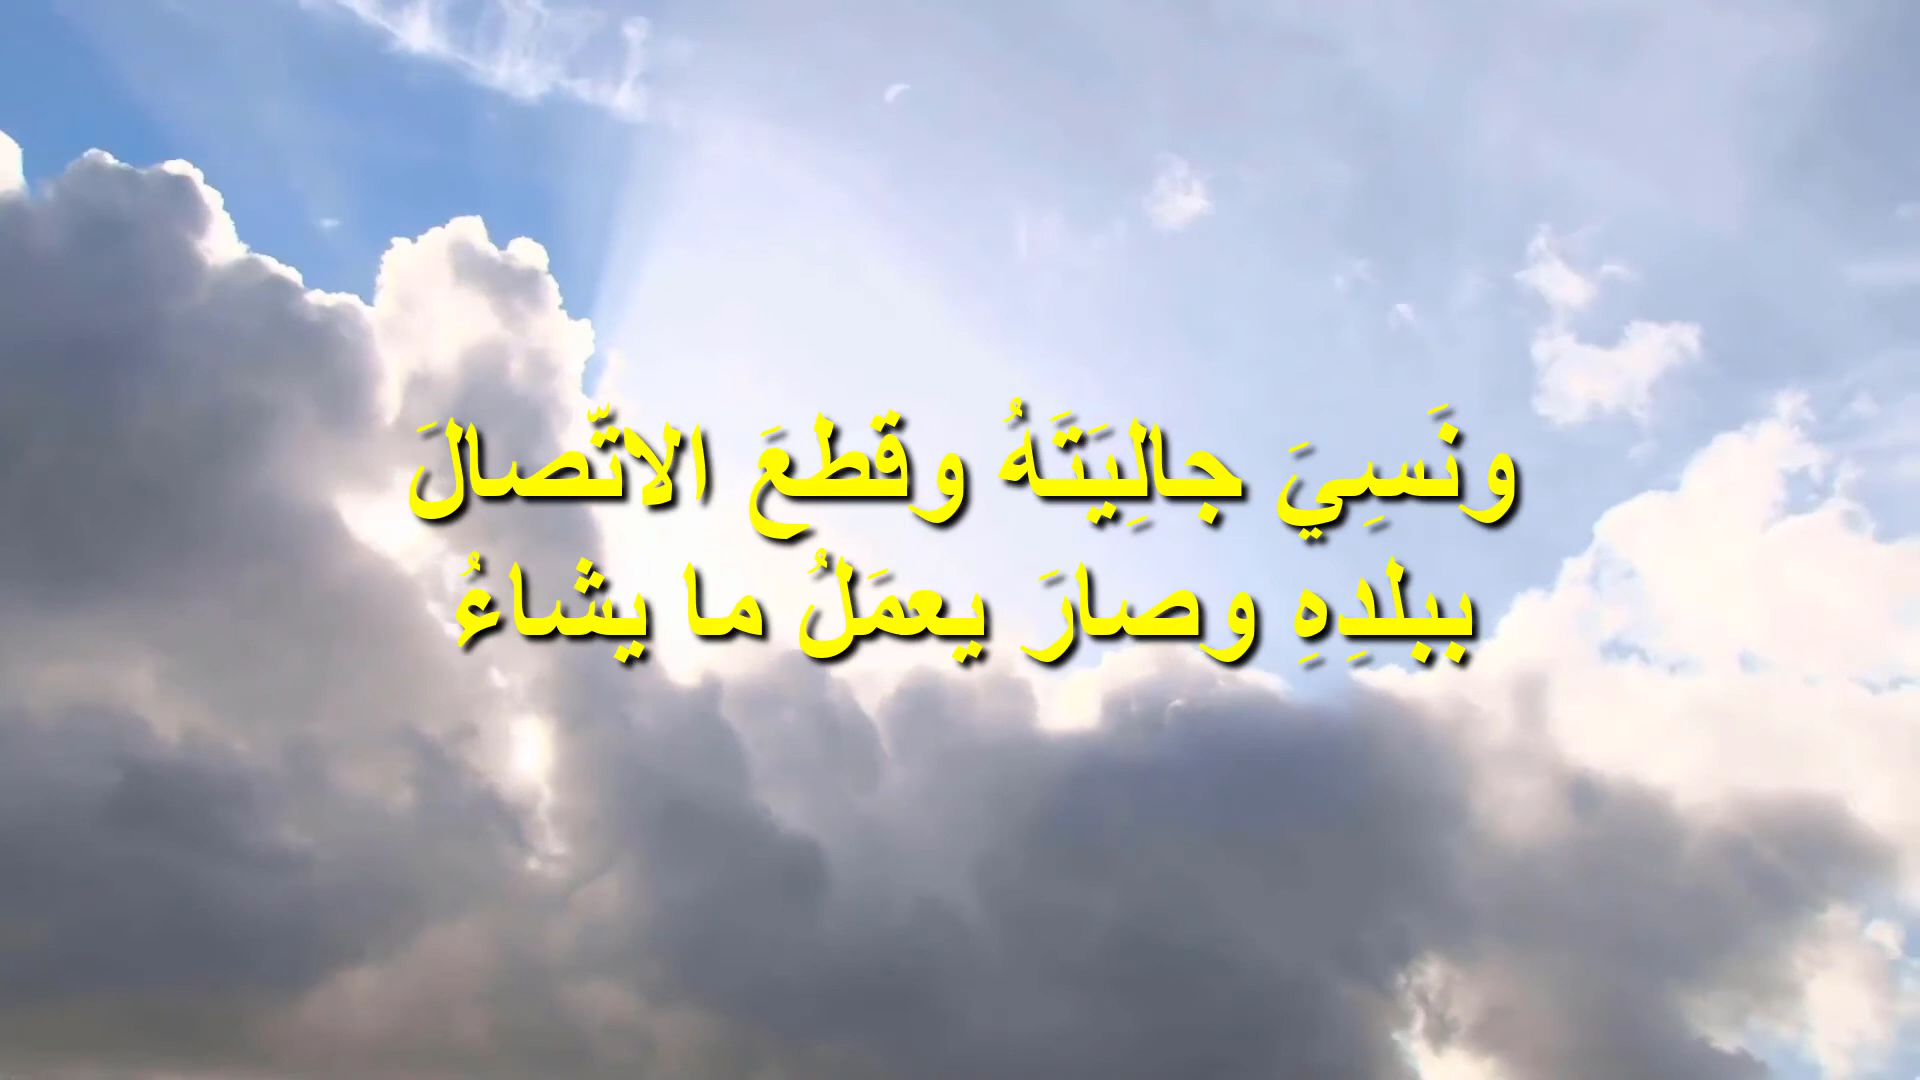 ونَسِيَ جالِيَتَهُ وقطعَ الاتّصالَ
ببلدِهِ وصارَ يعمَلُ ما يشاءُ